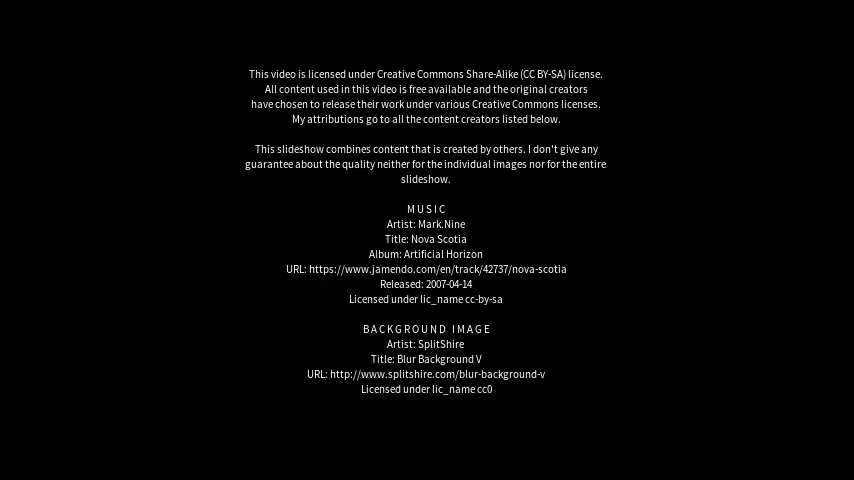 This video is licensed under Creative Commons Share-Alike (CC BY-SA) license.
All content used in this video is free available and the original creators
have chosen to release their work under various Creative Commons licenses.
My attributions go to all the content creators listed below.
This slideshow combines content that is created by others. I don't give any
guarantee about the quality neither for the individual images nor for the entire
slideshow.
MUSIC
Artist: Mark.Nine
Title: Nova Scotia
Album: Artificial Horizon
URL: https://www.jamendo.com/en/track/42737/nova-scotia
Released: 2007-04-14
Licensed under lic_name cc-by-sa
BACKGROUND IMAGE
Artist: SplitShire
Title: Blur Background V
URL: http://www.splitshire.com/blur-background-v
Licensed under lic_name cc0